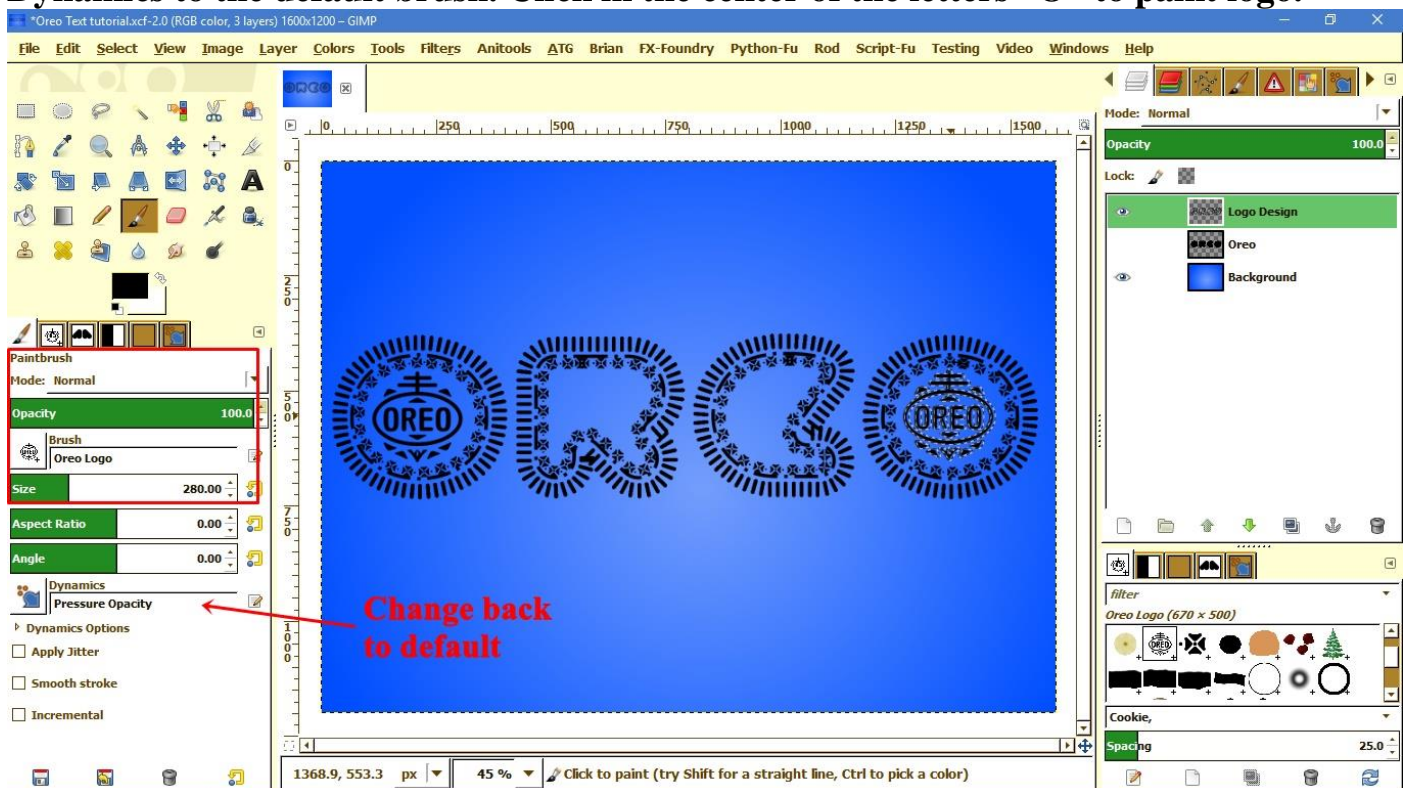 Dynamics to the default brush. Click in the center of the letters "O" to paint logo.
*Oreo Text tutorial.xcf-2.0 (RGB color, 3 layers) 1600x1200 – GIMP
File Edit Select View Image Layer Colors Tools Filters Anitools ATG Brian FX-Foundry Python-Fu Rod Script-Fu Testing Video Windows Help
0 250 500 750 1000 1250 1500
0
250
500
750
1000
OREO
OREO
Paintbrush
Mode: Normal
Opacity 100.0
Brush
Oreo Logo
Size 280.00
Aspect Ratio 0.00
Angle 0.00
Dynamics
Pressure Opacity
Dynamics Options
Apply Jitter
Smooth stroke
Incremental
Change back
to default
1368.9, 553.3 px 45 % Click to paint (try Shift for a straight line, Ctrl to pick a color)
Mode: Normal
Opacity 100.0
Lock:
Logo Design
Oreo
Background
filter
Oreo Logo (670 × 500)
Cookie,
Spacing 25.0